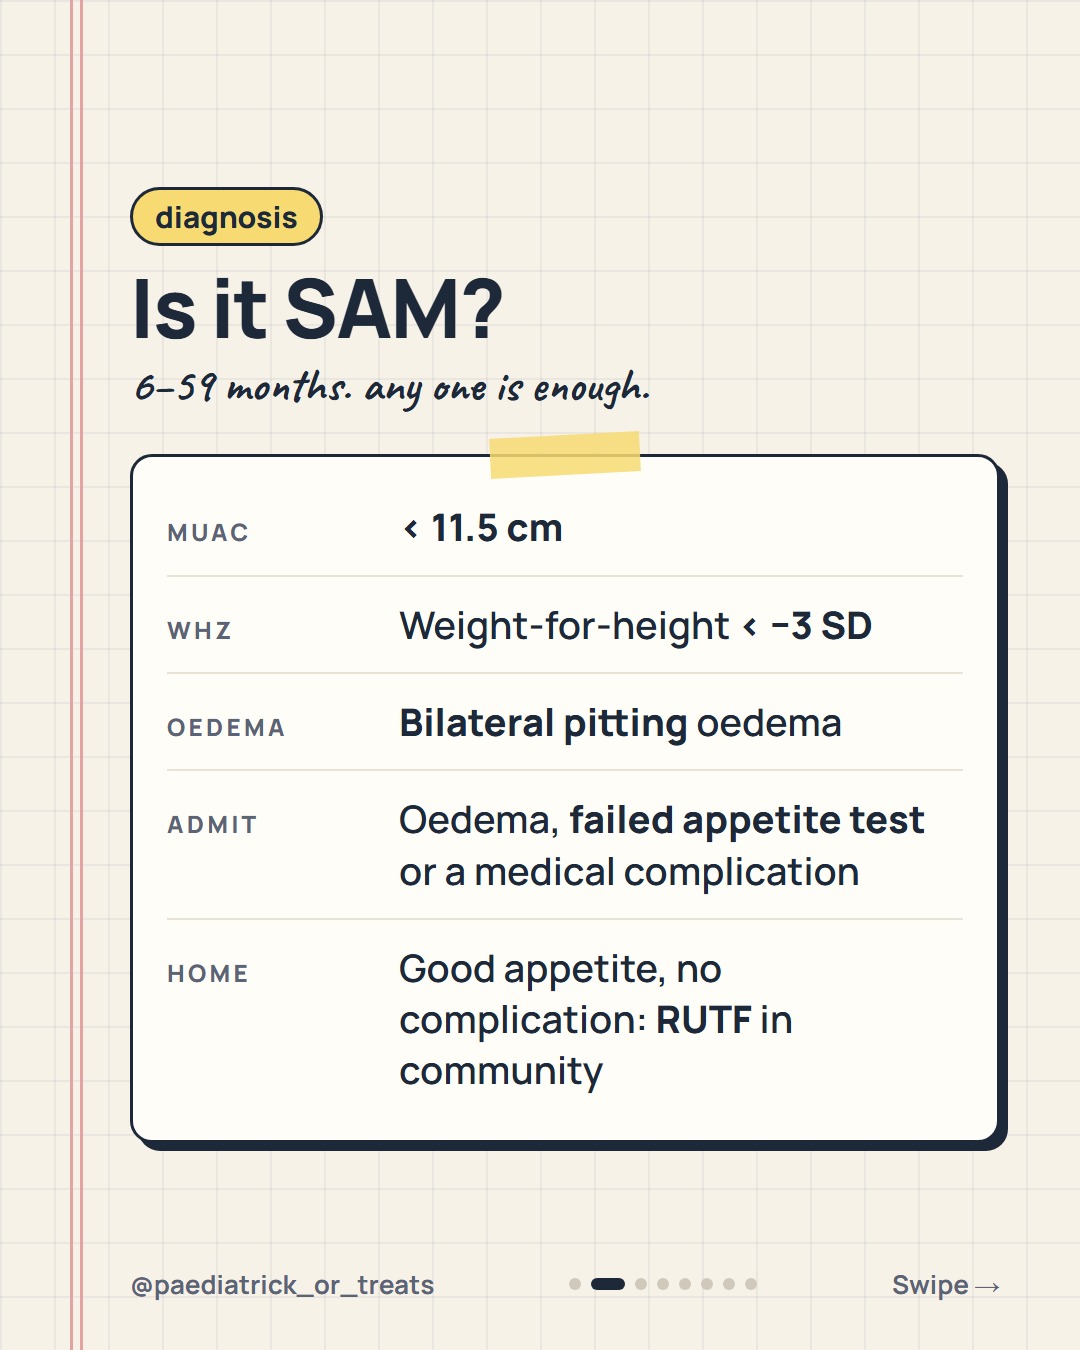 diagnosis
Is it SAM?
6–59 months. any one is enough.
MUAC
< 11.5 cm
WHZ
Weight-for-height < −3 SD
OEDEMA
Bilateral pitting oedema
ADMIT
Oedema, failed appetite test
or a medical complication
HOME
Good appetite, no
complication: RUTF in
community
@paediatrick_or_treats
Swipe →